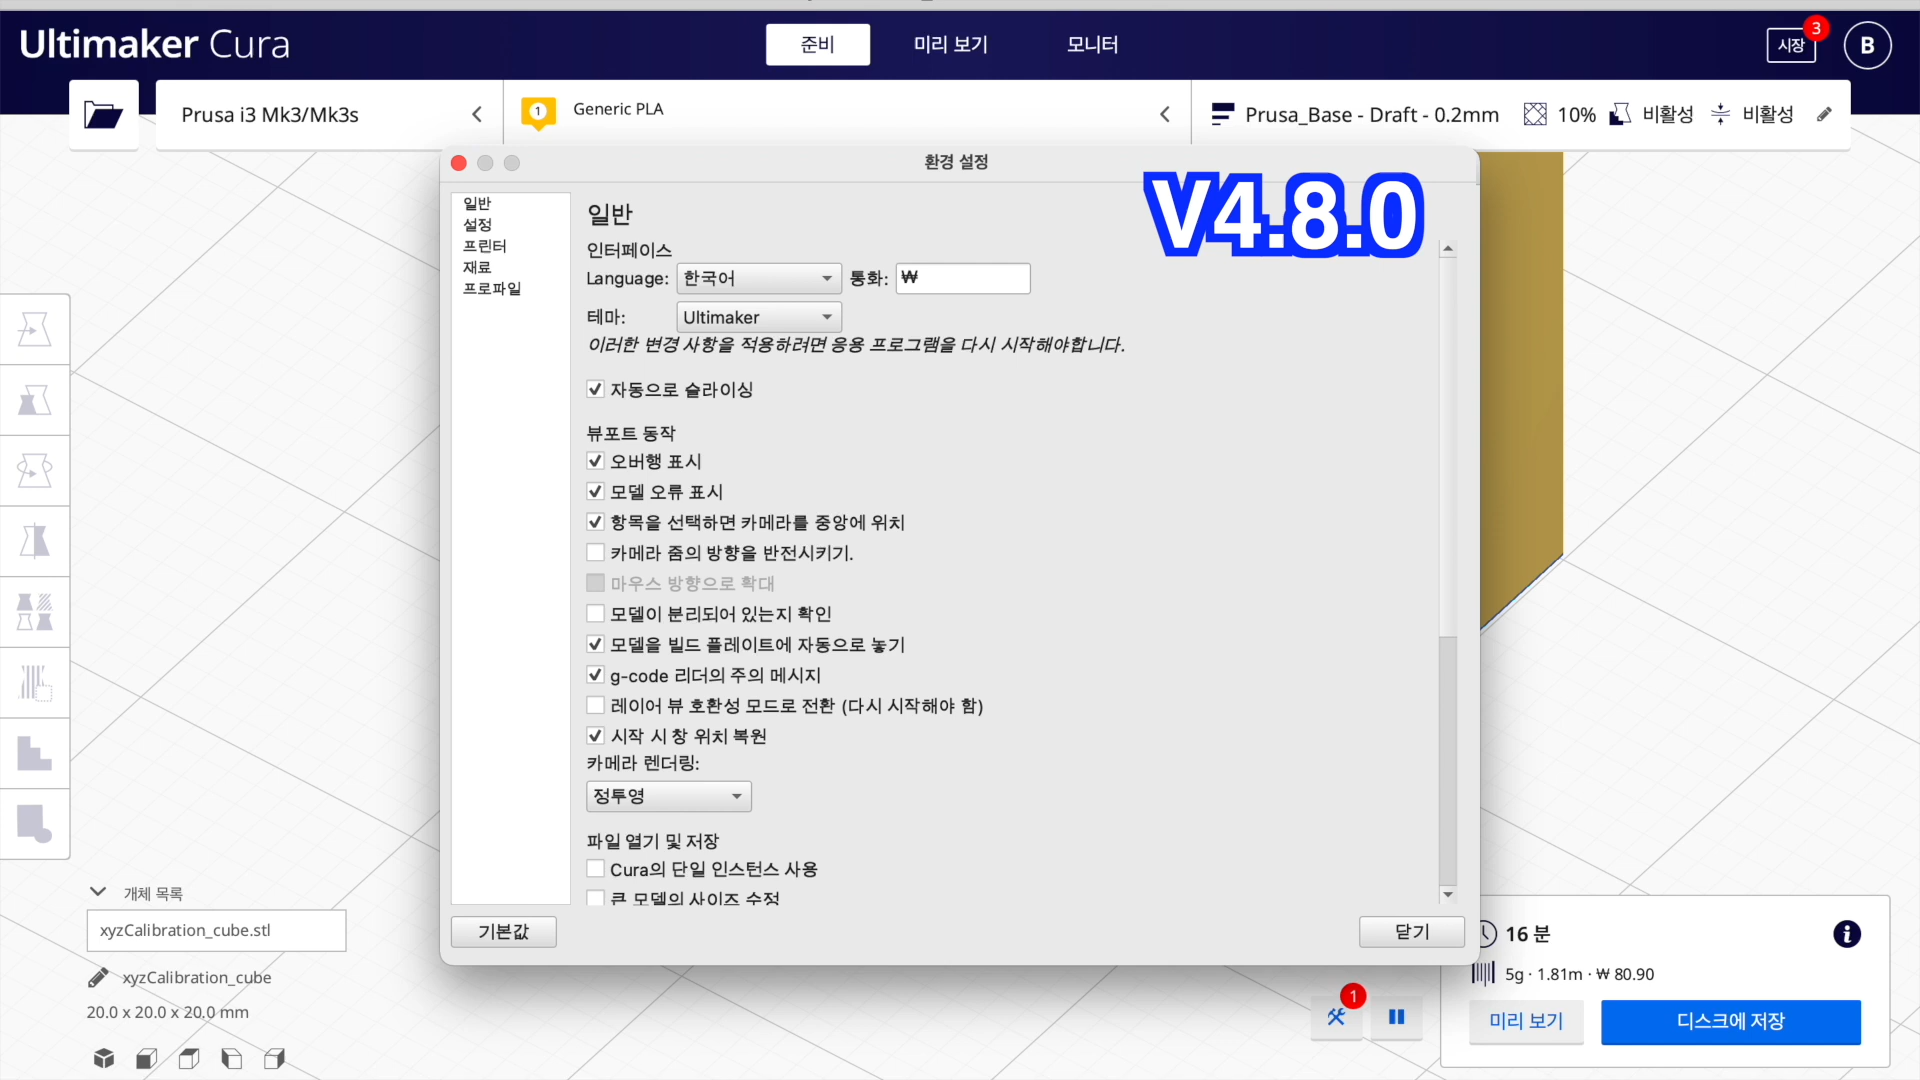 Ultimaker Cura
준비
미리 보기
모니터
시장
3
B
Prusa i3 Mk3/Mk3s
1
Generic PLA
Prusa_Base - Draft - 0.2mm
10%
비활성
비활성
환경 설정
V4.8.0
일반
설정
프린터
재료
프로파일
일반
인터페이스
Language: 한국어 통화: ₩
테마: Ultimaker
이러한 변경 사항을 적용하려면 응용 프로그램을 다시 시작해야합니다.
자동으로 슬라이싱
뷰포트 동작
오버행 표시
모델 오류 표시
항목을 선택하면 카메라를 중앙에 위치
카메라 줌의 방향을 반전시키기.
마우스 방향으로 확대
모델이 분리되어 있는지 확인
모델을 빌드 플레이트에 자동으로 놓기
g-code 리더의 주의 메시지
레이어 뷰 호환성 모드로 전환 (다시 시작해야 함)
시작 시 창 위치 복원
카메라 렌더링:
정투영
파일 열기 및 저장
Cura의 단일 인스턴스 사용
큰 모델의 사이즈 수정
기본값
닫기
개체 목록
xyzCalibration_cube.stl
xyzCalibration_cube
20.0 x 20.0 x 20.0 mm
1
16 분
5g · 1.81m · ₩ 80.90
미리 보기
디스크에 저장